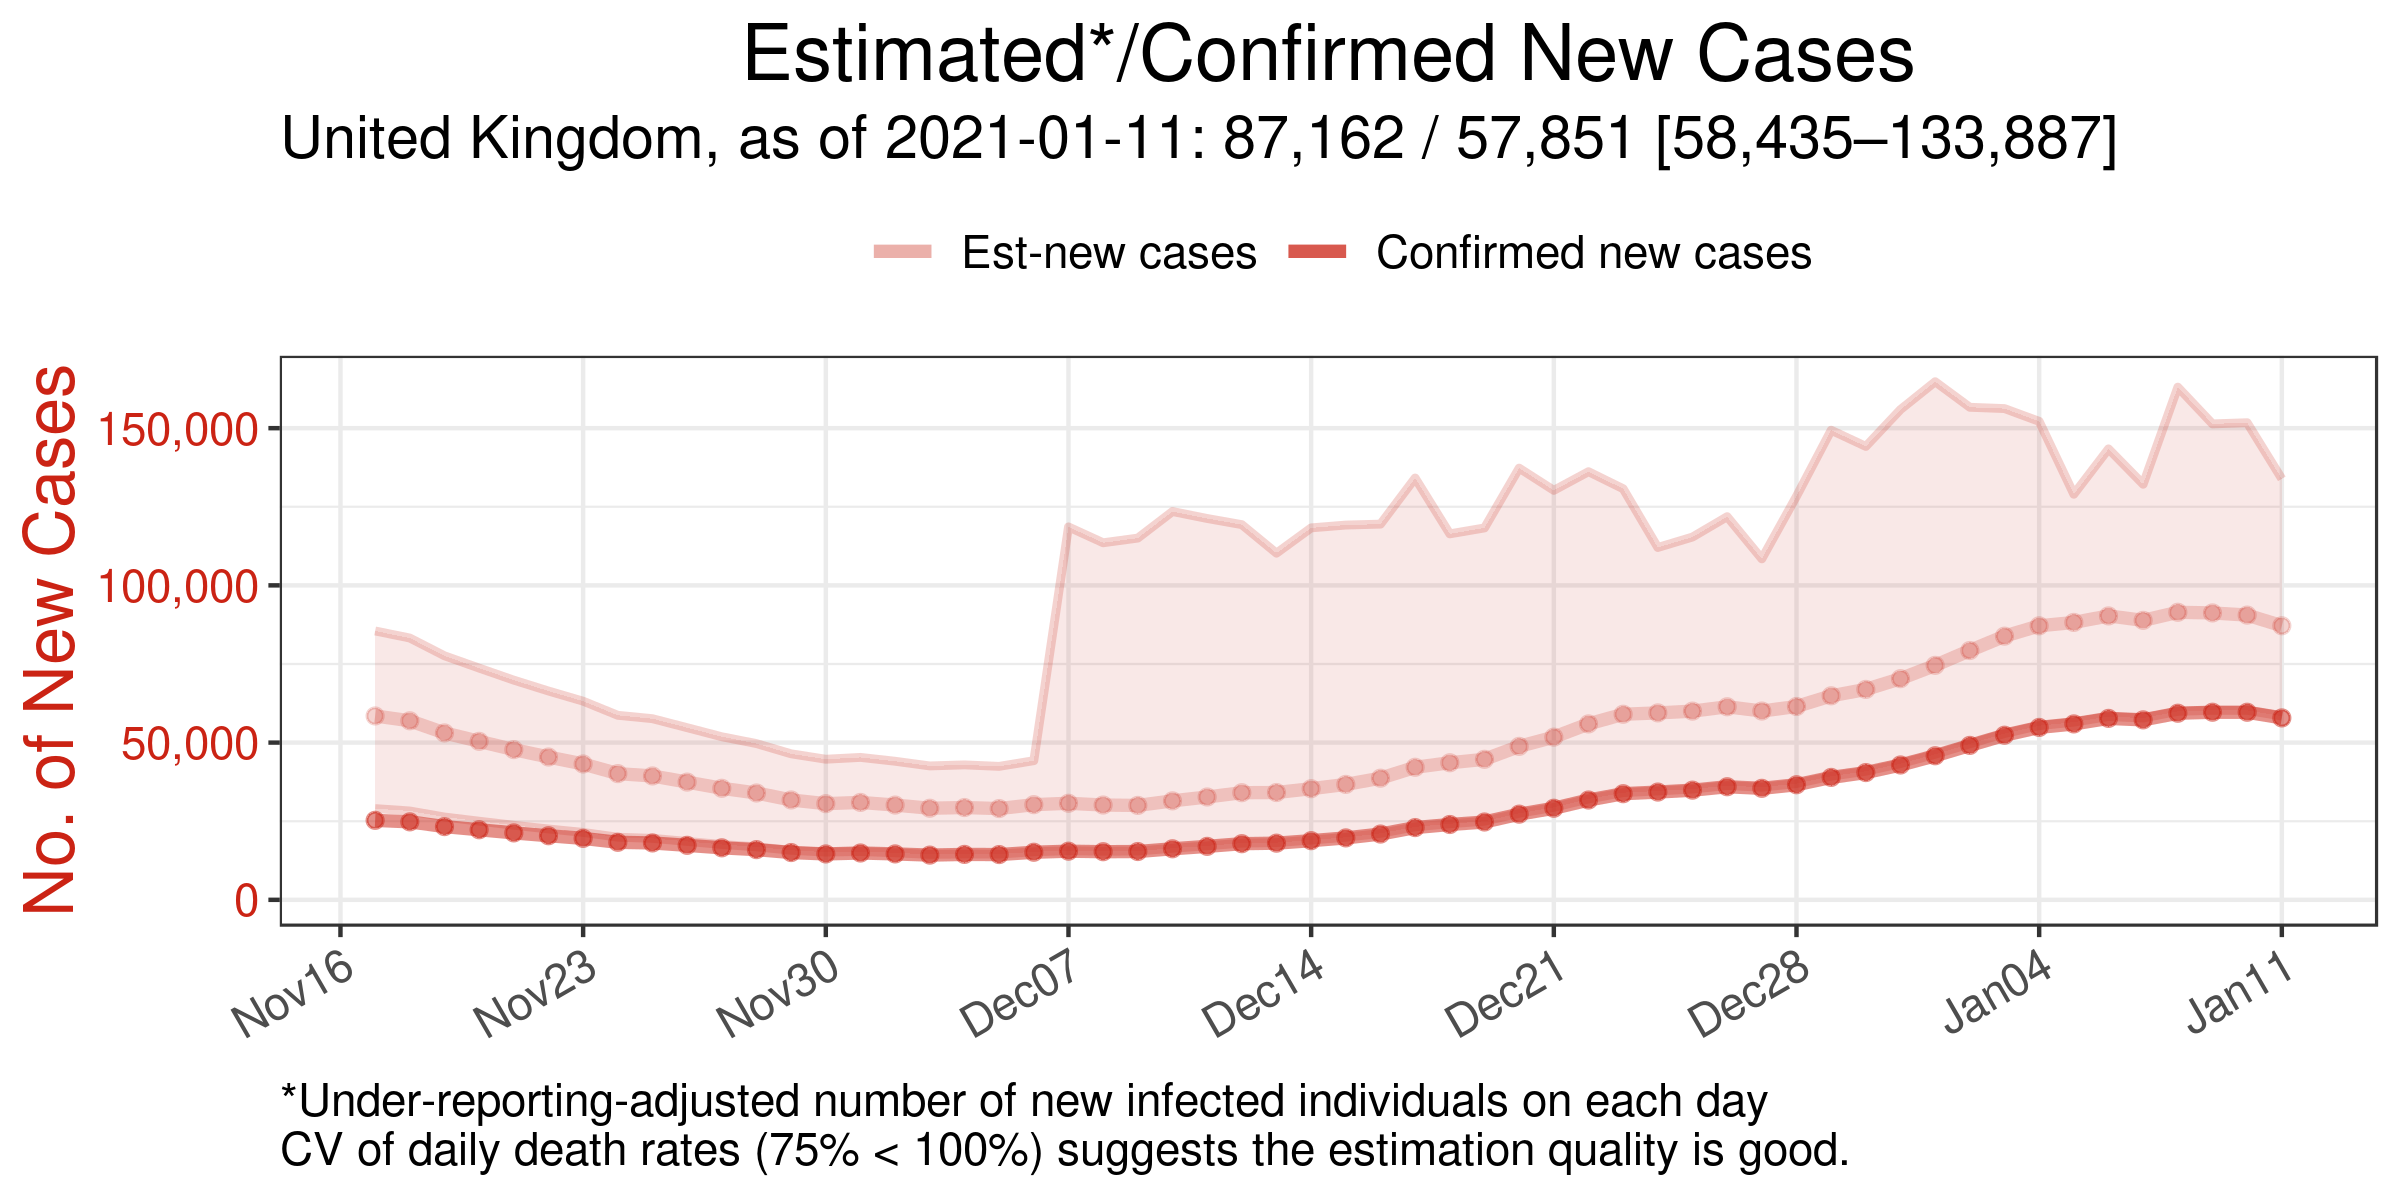 Estimated*/Confirmed New Cases
United Kingdom, as of 2021-01-11: 87,162 / 57,851 [58,435–133,887]
Est-new cases
Confirmed new cases
No. of New Cases
150,000
100,000
50,000
0
Nov16
Nov23
Nov30
Dec07
Dec14
Dec21
Dec28
Jan04
Jan11
*Under-reporting-adjusted number of new infected individuals on each day
CV of daily death rates (75% < 100%) suggests the estimation quality is good.